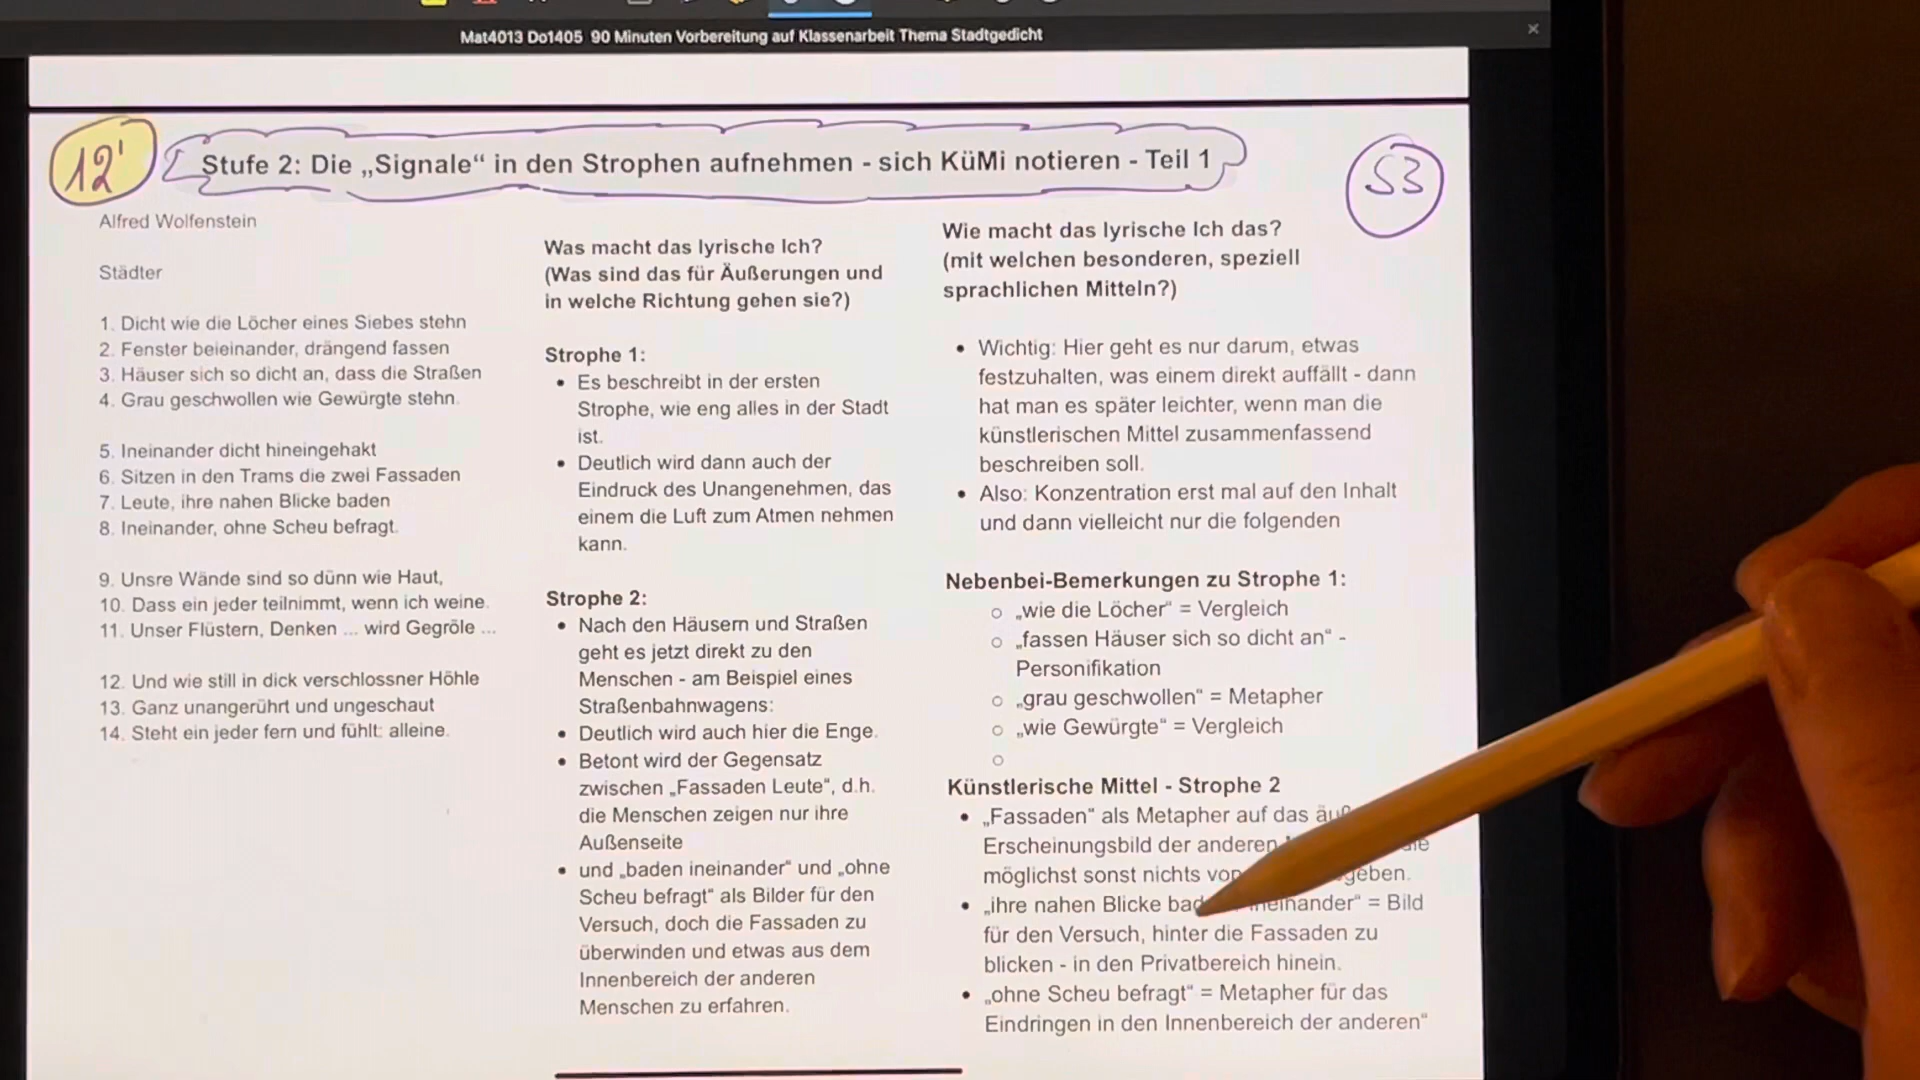 Mat4013 Do1405 90 Minuten Vorbereitung auf Klassenarbeit Thema Stadtgedicht
12'
Stufe 2: Die „Signale“ in den Strophen aufnehmen - sich KüMi notieren - Teil 1
53
Alfred Wolfenstein
Städter
1. Dicht wie die Löcher eines Siebes stehn
2. Fenster beieinander, drängend fassen
3. Häuser sich so dicht an, dass die Straßen
4. Grau geschwollen wie Gewürgte stehn.
5. Ineinander dicht hineingehakt
6. Sitzen in den Trams die zwei Fassaden
7. Leute, ihre nahen Blicke baden
8. Ineinander, ohne Scheu befragt.
9. Unsre Wände sind so dünn wie Haut,
10. Dass ein jeder teilnimmt, wenn ich weine.
11. Unser Flüstern, Denken ... wird Gegröle ...
12. Und wie still in dick verschlossner Höhle
13. Ganz unangerührt und ungeschaut
14. Steht ein jeder fern und fühlt: alleine.
Was macht das lyrische Ich?
(Was sind das für Äußerungen und
in welche Richtung gehen sie?)
Strophe 1:
• Es beschreibt in der ersten
Strophe, wie eng alles in der Stadt
ist.
• Deutlich wird dann auch der
Eindruck des Unangenehmen, das
einem die Luft zum Atmen nehmen
kann.
Strophe 2:
• Nach den Häusern und Straßen
geht es jetzt direkt zu den
Menschen - am Beispiel eines
Straßenbahnwagens:
• Deutlich wird auch hier die Enge.
• Betont wird der Gegensatz
zwischen „Fassaden Leute“, d.h.
die Menschen zeigen nur ihre
Außenseite
• und „baden ineinander“ und „ohne
Scheu befragt“ als Bilder für den
Versuch, doch die Fassaden zu
überwinden und etwas aus dem
Innenbereich der anderen
Menschen zu erfahren.
Wie macht das lyrische Ich das?
(mit welchen besonderen, speziell
sprachlichen Mitteln?)
• Wichtig: Hier geht es nur darum, etwas
festzuhalten, was einem direkt auffällt - dann
hat man es später leichter, wenn man die
künstlerischen Mittel zusammenfassend
beschreiben soll.
• Also: Konzentration erst mal auf den Inhalt
und dann vielleicht nur die folgenden
Nebenbei-Bemerkungen zu Strophe 1:
○ „wie die Löcher“ = Vergleich
○ „fassen Häuser sich so dicht an“ -
Personifikation
○ „grau geschwollen“ = Metapher
○ „wie Gewürgte“ = Vergleich
○
Künstlerische Mittel - Strophe 2
• „Fassaden“ als Metapher auf das
Erscheinungsbild der anderen
möglichst sonst nichts von
• „ihre nahen Blicke baden ineinander“ = Bild
für den Versuch, hinter die Fassaden zu
blicken - in den Privatbereich hinein.
• „ohne Scheu befragt“ = Metapher für das
Eindringen in den Innenbereich der anderen“